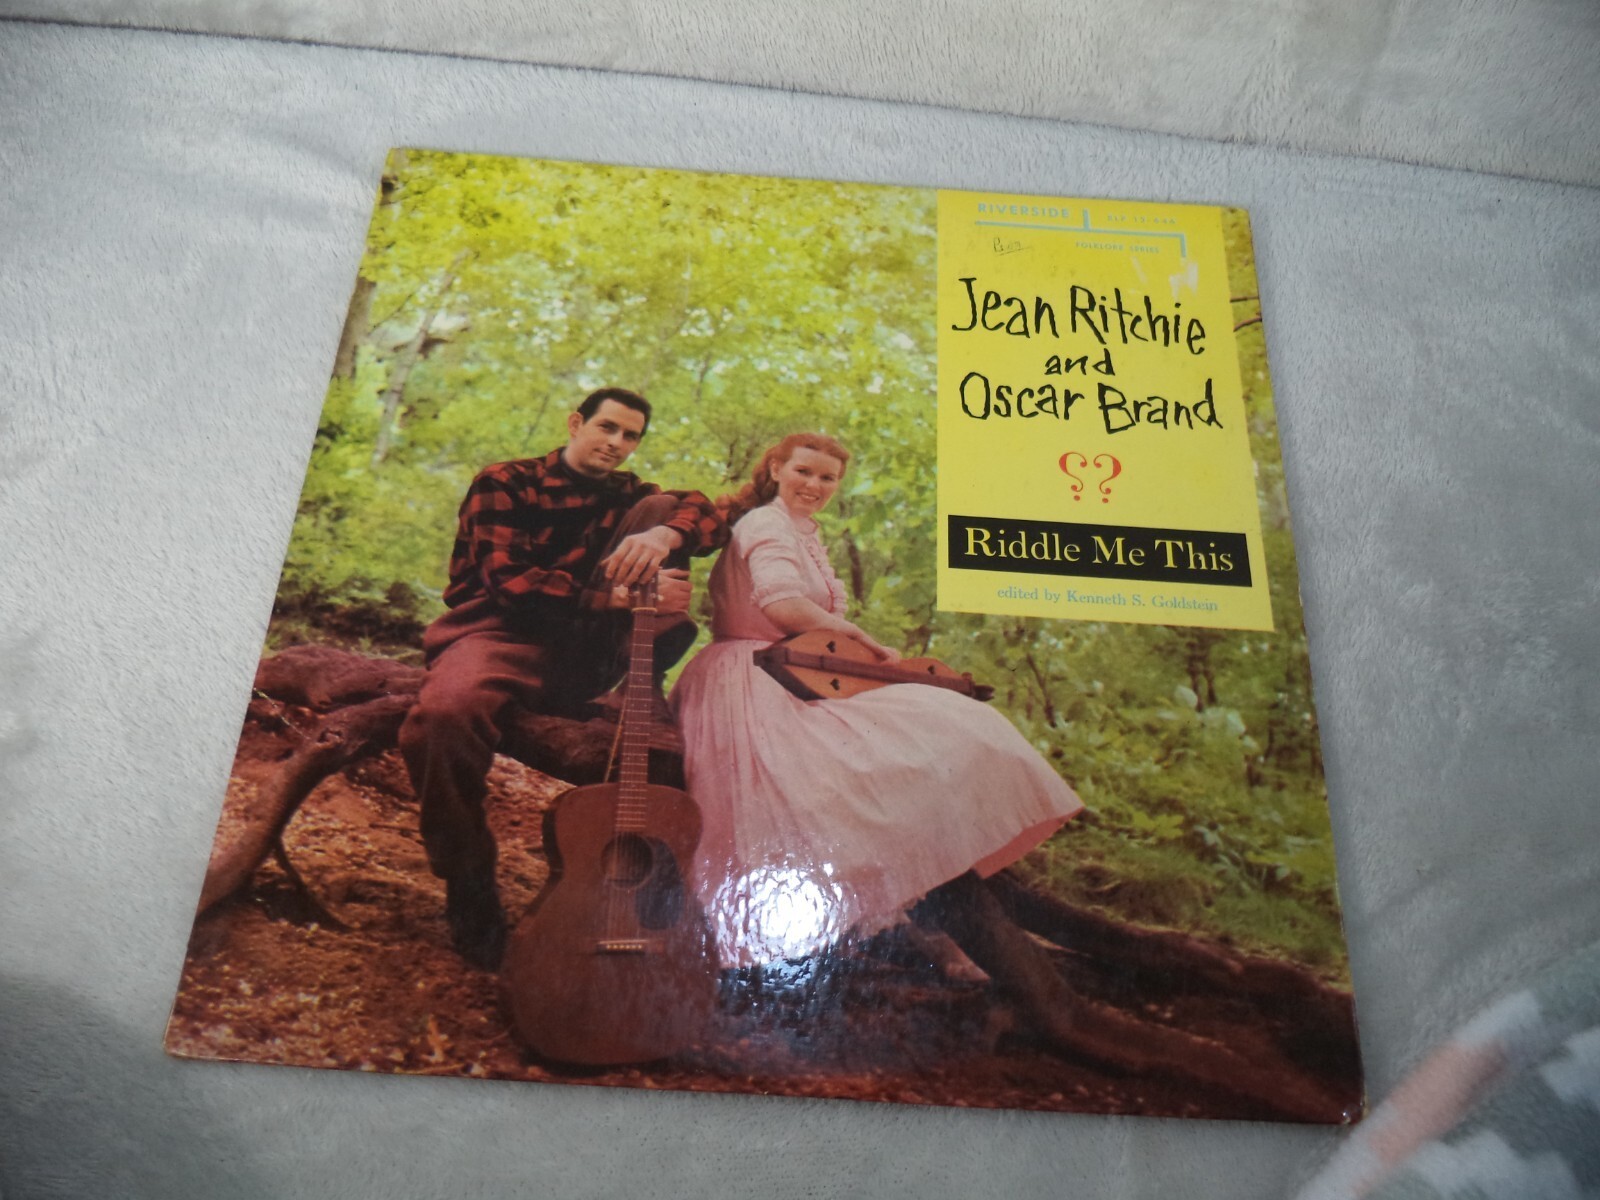 RIVERSIDE
FOLKLORE SERIES
Jean Ritchie
and
Oscar Brand
??
Riddle Me This
edited by Kenneth S. Goldstein